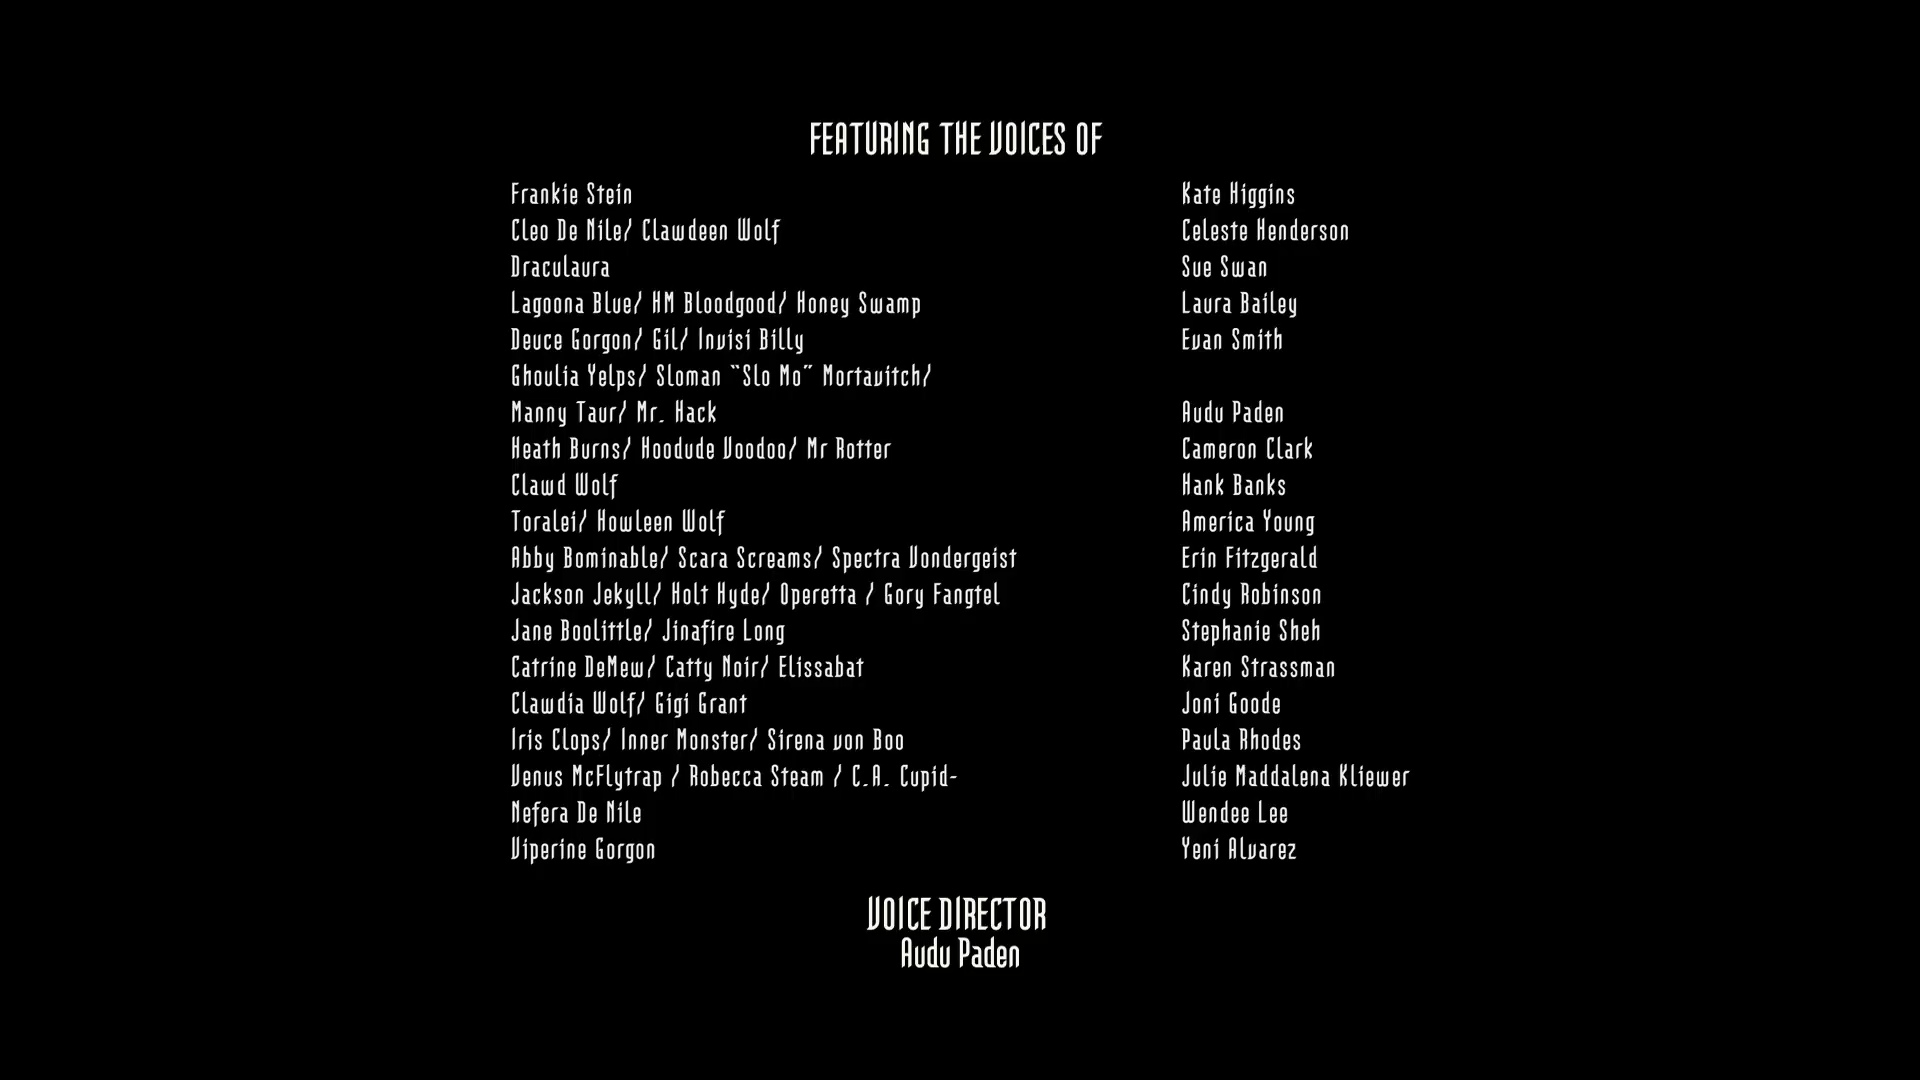 FEATURING THE VOICES OF
Frankie Stein Kate Higgins
Cleo De Nile/ Clawdeen Wolf Celeste Henderson
Draculaura Sue Swan
Lagoona Blue/ HM Bloodgood/ Honey Swamp Laura Bailey
Deuce Gorgon/ Gil/ Invisi Billy Evan Smith
Ghoulia Yelps/ Sloman “Slo Mo” Mortavitch/
Manny Taur/ Mr. Hack Audu Paden
Heath Burns/ Hoodude Voodoo/ Mr Rotter Cameron Clark
Clawd Wolf Hank Banks
Toralei/ Howleen Wolf America Young
Abby Bominable/ Scara Screams/ Spectra Vondergeist Erin Fitzgerald
Jackson Jekyll/ Holt Hyde/ Operetta / Gory Fangtel Cindy Robinson
Jane Boolittle/ Jinafire Long Stephanie Sheh
Catrine DeMew/ Catty Noir/ Elissabat Karen Strassman
Clawdia Wolf/ Gigi Grant Joni Goode
Iris Clops/ Inner Monster/ Sirena von Boo Paula Rhodes
Venus McFlytrap / Robecca Steam / C.A. Cupid- Julie Maddalena Kliewer
Nefera De Nile Wendee Lee
Viperine Gorgon Yeni Alvarez
VOICE DIRECTOR
Audu Paden